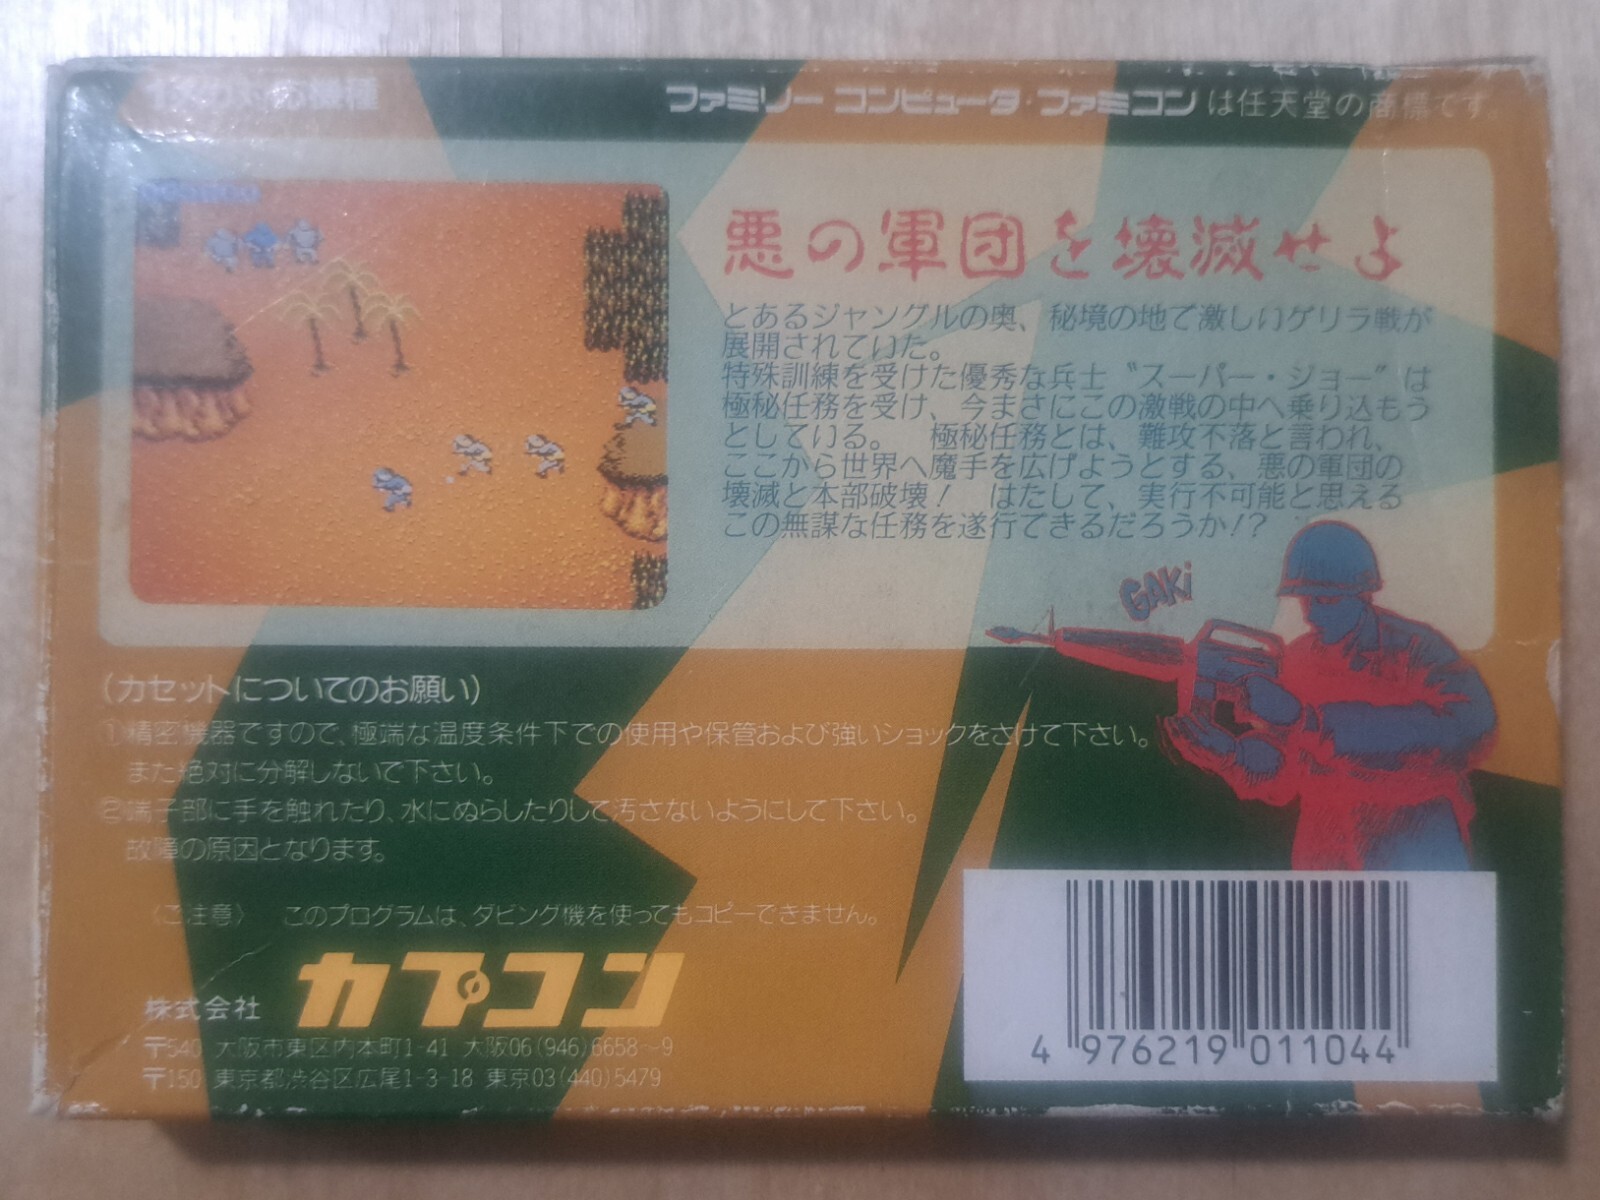 ファミリー コンピュータ・ファミコン は任天堂の商標です。
悪の軍団を壊滅せよ
とあるジャングルの奥、秘境の地で激しいゲリラ戦が
展開されていた。
特殊訓練を受けた優秀な兵士〝スーパー・ジョー〞は
極秘任務を受け、今まさにこの激戦の中へ乗り込もう
としている。 極秘任務とは、難攻不落と言われ、
ここから世界へ魔手を広げようとする、悪の軍団の
壊滅と本部破壊! はたして、実行不可能と思える
この無謀な任務を遂行できるだろうか!?
GAKi
(カセットについてのお願い)
①精密機器ですので、極端な温度条件下での使用や保管および強いショックをさけて下さい。
また絶対に分解しないで下さい。
②端子部に手を触れたり、水にぬらしたりして汚さないようにして下さい。
故障の原因となります。
〈ご注意〉 このプログラムは、ダビング機を使ってもコピーできません。
株式会社 カプコン
〒540 大阪市東区内本町1-41 大阪06(946)6658〜9
〒150 東京都渋谷区広尾1-3-18 東京03(440)5479
4 976219 011044